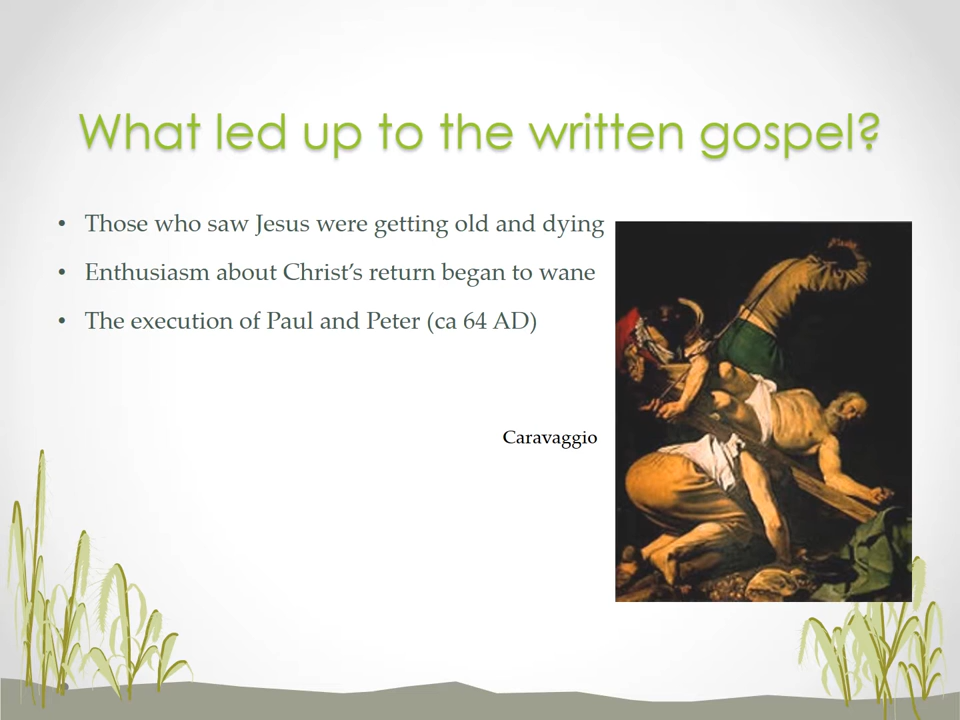 What led up to the written gospel?
• Those who saw Jesus were getting old and dying
• Enthusiasm about Christ’s return began to wane
• The execution of Paul and Peter (ca 64 AD)
Caravaggio